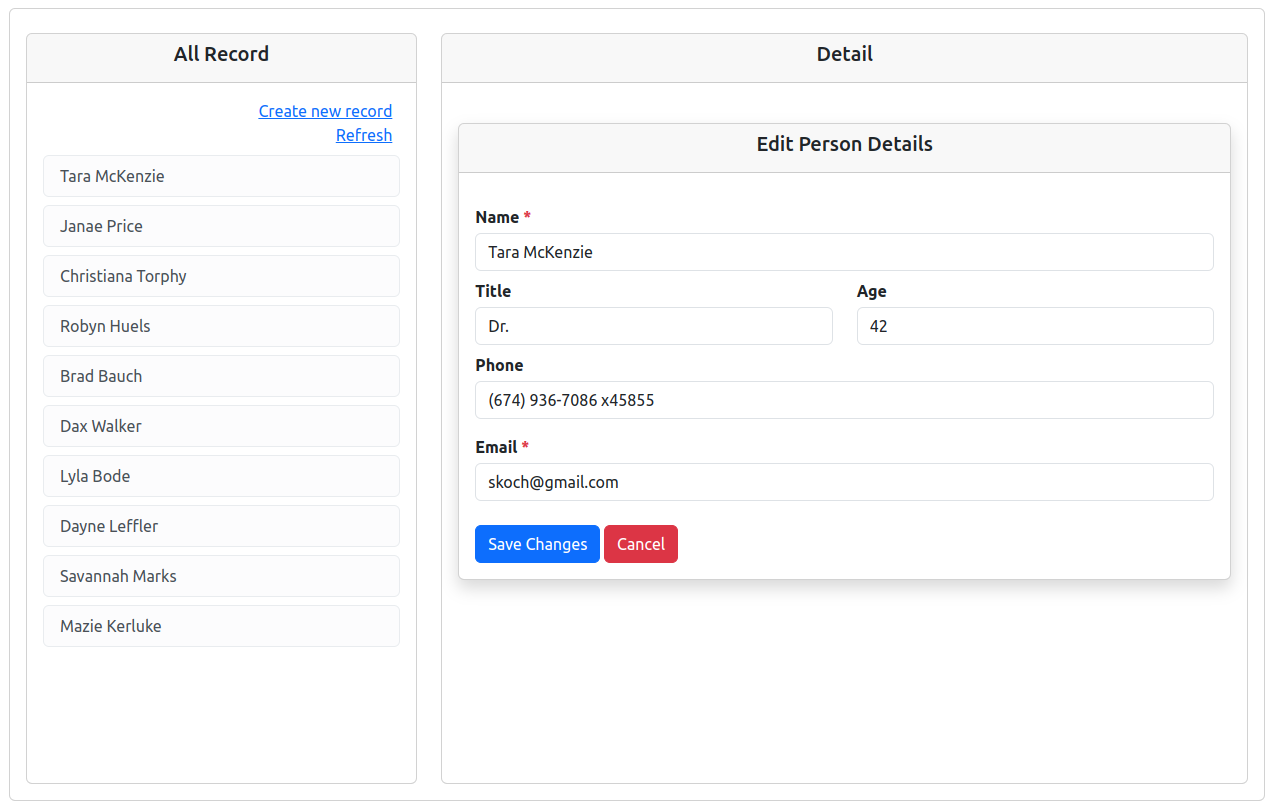 All Record
Create new record
Refresh
Tara McKenzie
Janae Price
Christiana Torphy
Robyn Huels
Brad Bauch
Dax Walker
Lyla Bode
Dayne Leffler
Savannah Marks
Mazie Kerluke
Detail
Edit Person Details
Name *
Tara McKenzie
Title Age
Dr. 42
Phone
(674) 936-7086 x45855
Email *
skoch@gmail.com
Save Changes Cancel